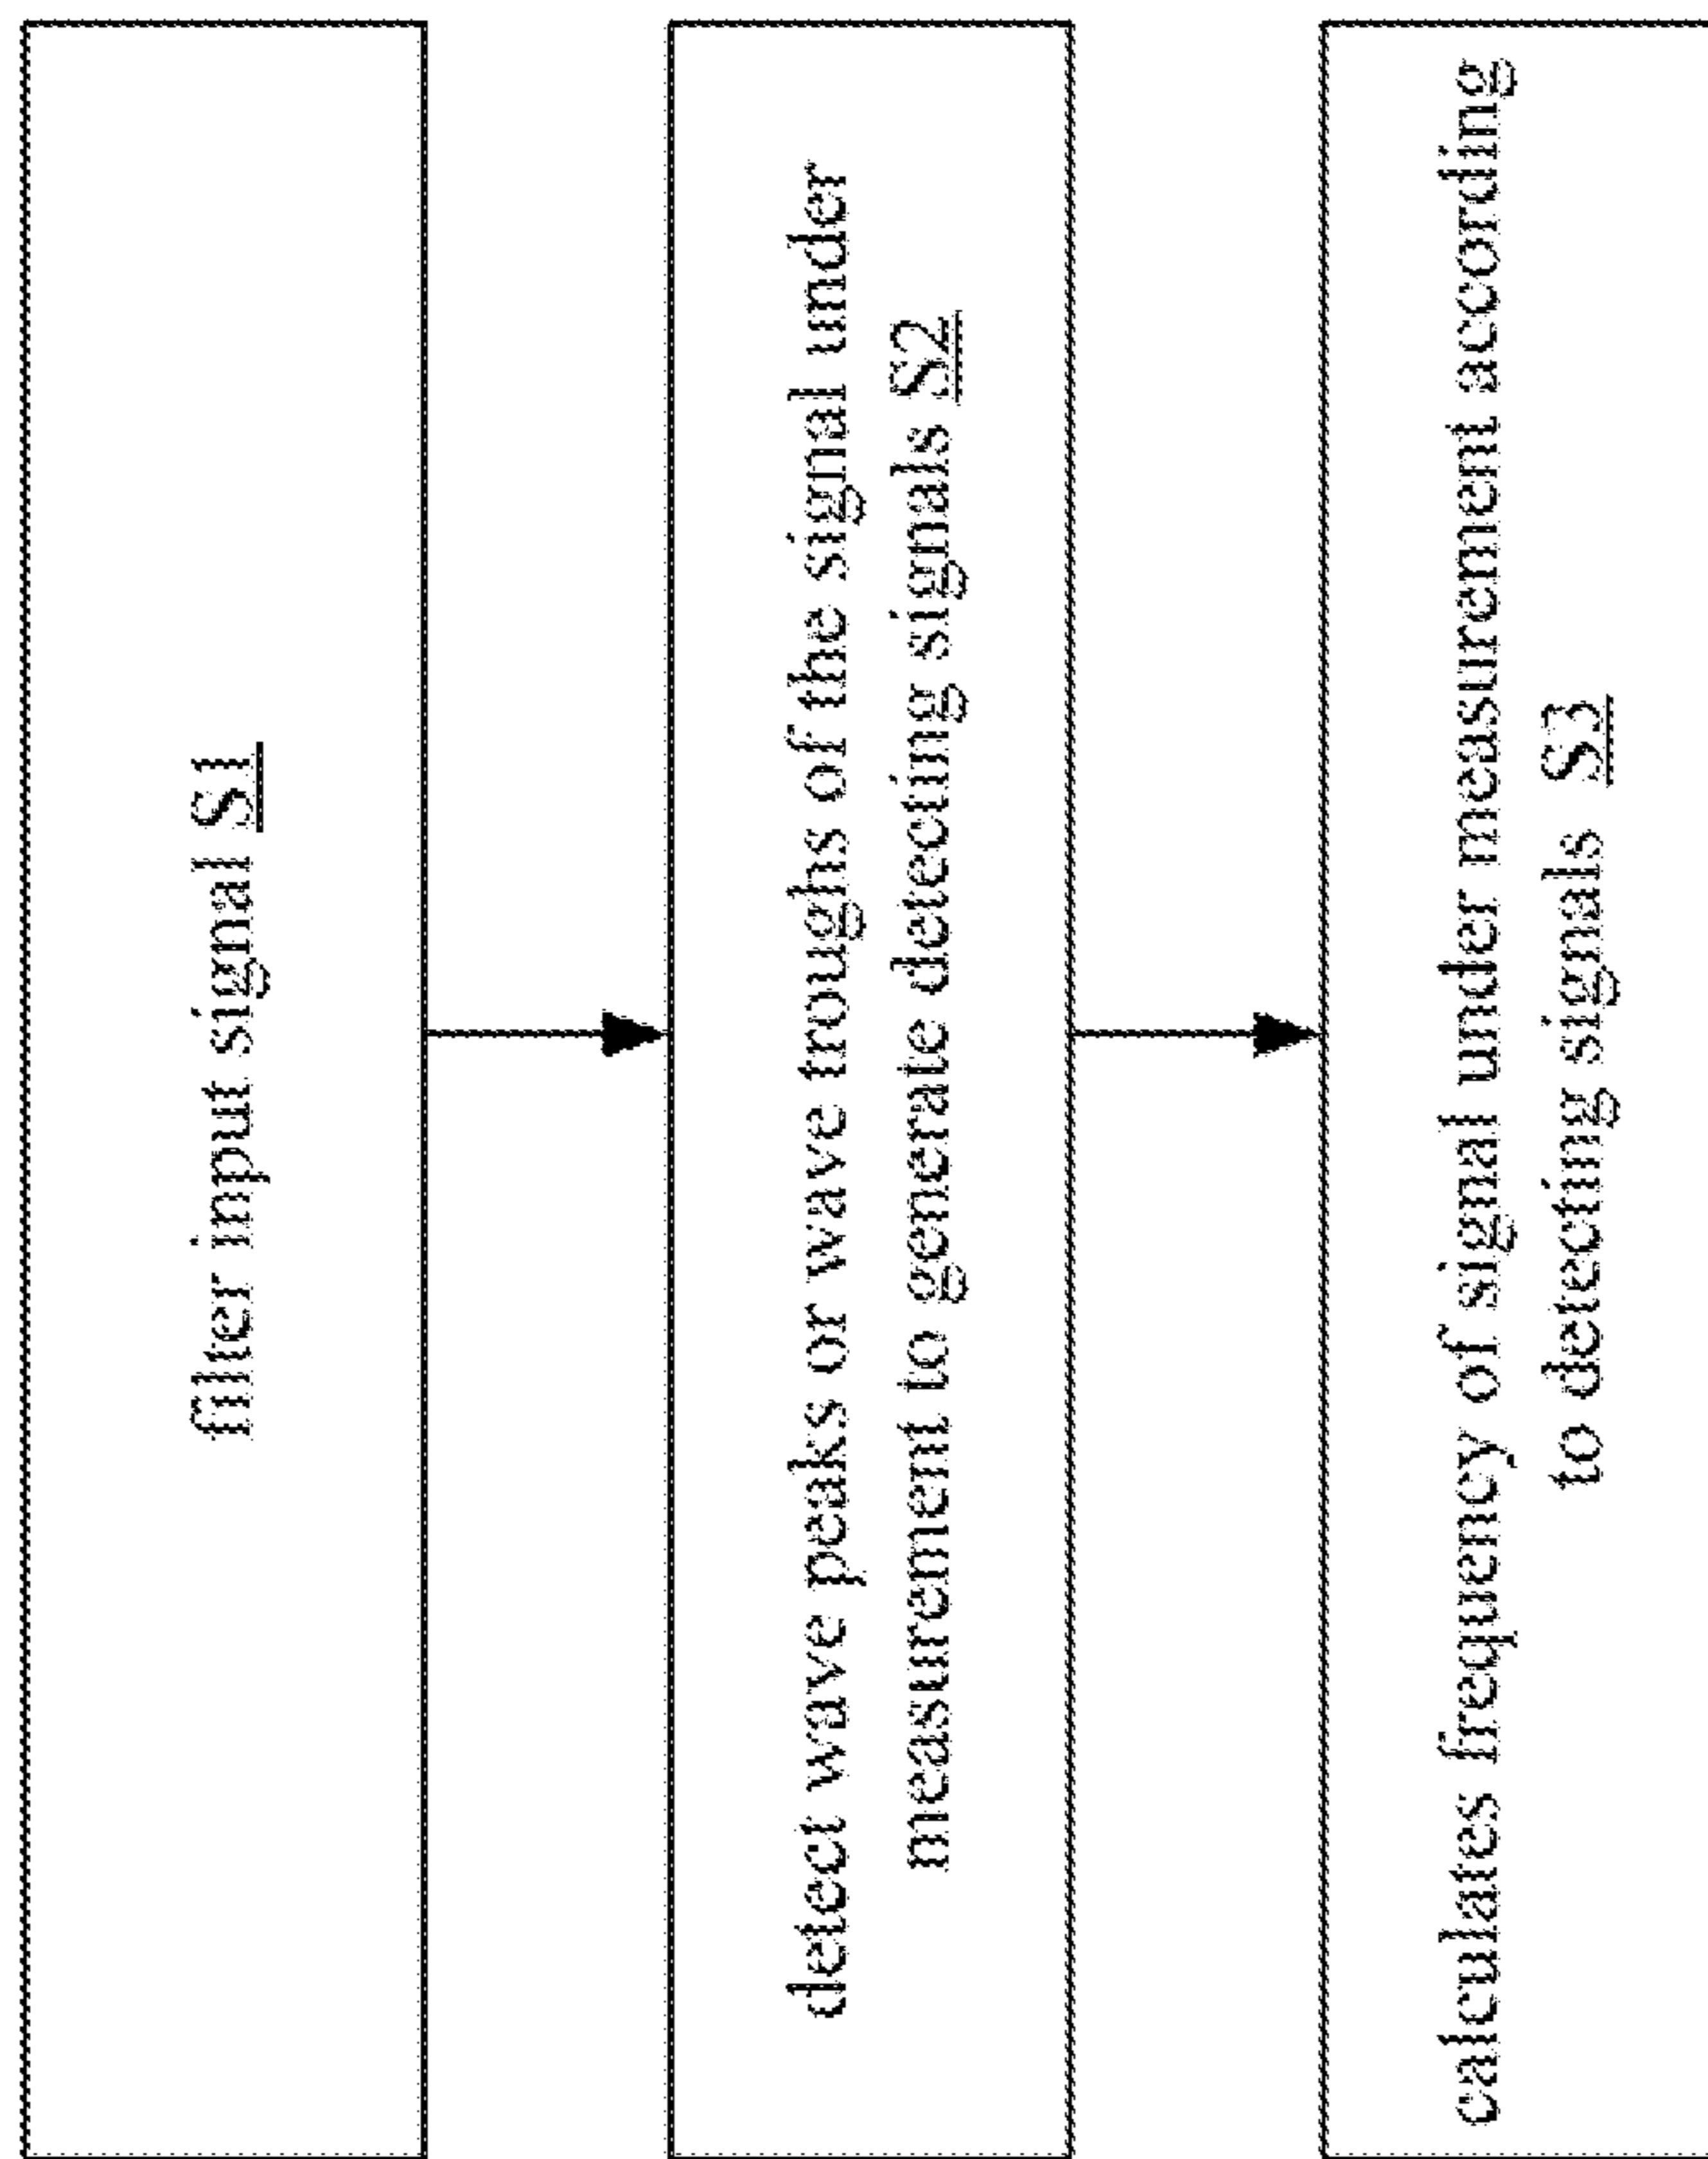 filter input signal S1
detect wave peaks or wave troughs of the signal under
measurement to generate detecting signals S2
calculates frequency of signal under measurement according
to detecting signals S3